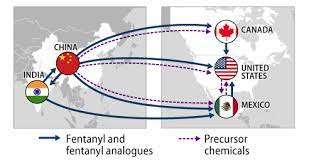 CANADA
CHINA
UNITED
STATES
INDIA
MEXICO
Fentanyl and
fentanyl analogues
Precursor
chemicals